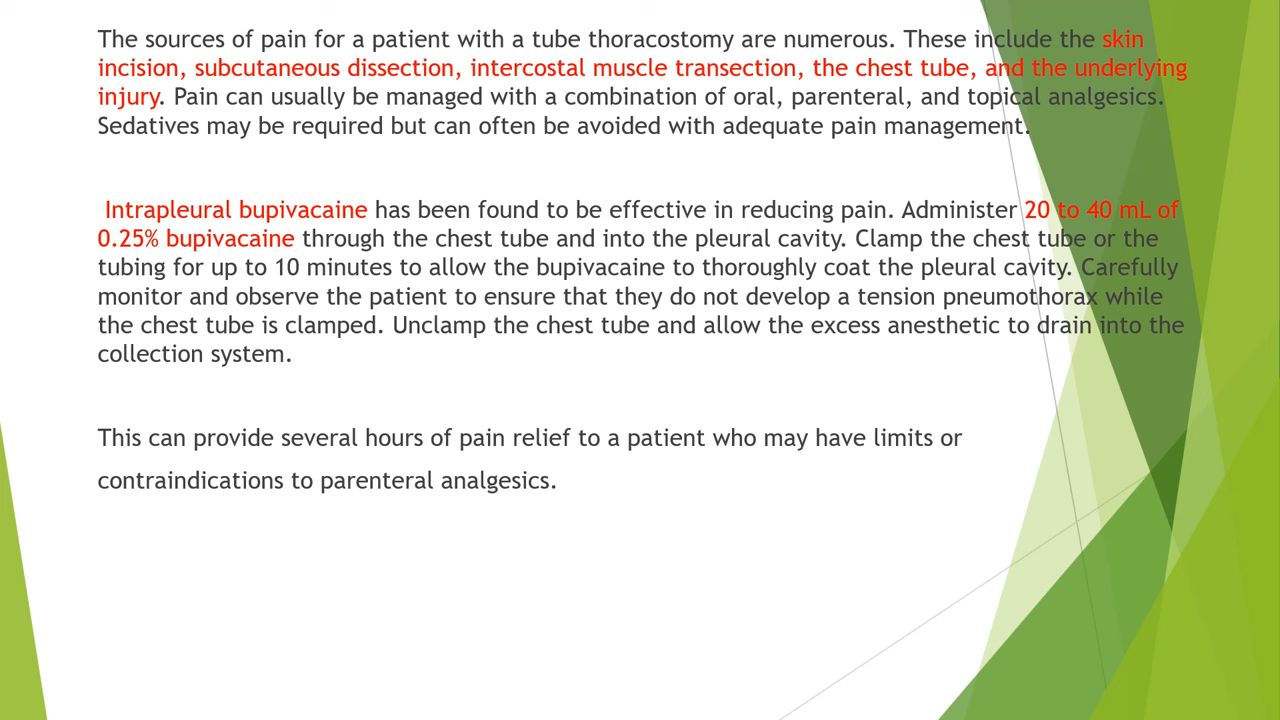 The sources of pain for a patient with a tube thoracostomy are numerous. These include the skin
incision, subcutaneous dissection, intercostal muscle transection, the chest tube, and the underlying
injury. Pain can usually be managed with a combination of oral, parenteral, and topical analgesics.
Sedatives may be required but can often be avoided with adequate pain management.
Intrapleural bupivacaine has been found to be effective in reducing pain. Administer 20 to 40 mL of
0.25% bupivacaine through the chest tube and into the pleural cavity. Clamp the chest tube or the
tubing for up to 10 minutes to allow the bupivacaine to thoroughly coat the pleural cavity. Carefully
monitor and observe the patient to ensure that they do not develop a tension pneumothorax while
the chest tube is clamped. Unclamp the chest tube and allow the excess anesthetic to drain into the
collection system.
This can provide several hours of pain relief to a patient who may have limits or
contraindications to parenteral analgesics.